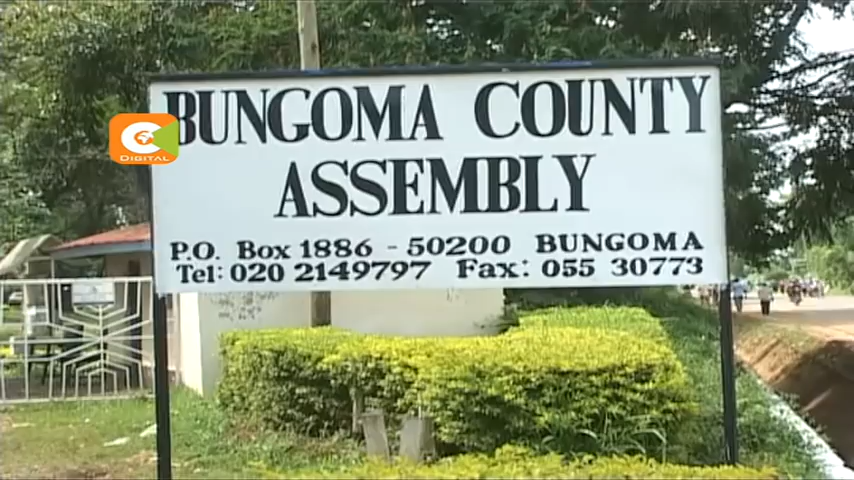 BUNGOMA COUNTY
ASSEMBLY
P.O. Box 1886 - 50200 BUNGOMA
Tel: 020 2149797 Fax: 055 30773
DIGITAL